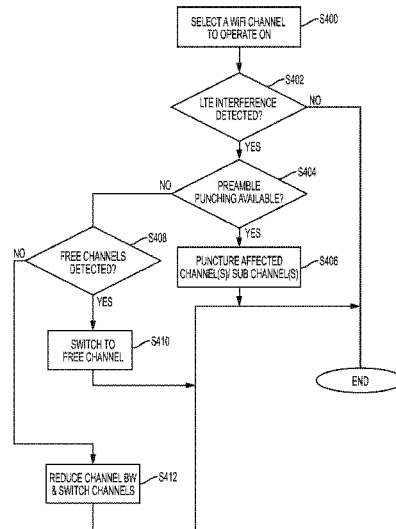 SELECT A WiFi CHANNEL
TO OPERATE ON
S400
S402
LTE INTERFERENCE
DETECTED?
NO
YES
S404
PREAMBLE
PUNCHING AVAILABLE?
NO
YES
S408
FREE CHANNELS
DETECTED?
NO
YES
PUNCTURE AFFECTED
CHANNEL(S)/ SUB CHANNEL(S)
S406
SWITCH TO
FREE CHANNEL
S410
END
REDUCE CHANNEL BW
& SWITCH CHANNELS
S412